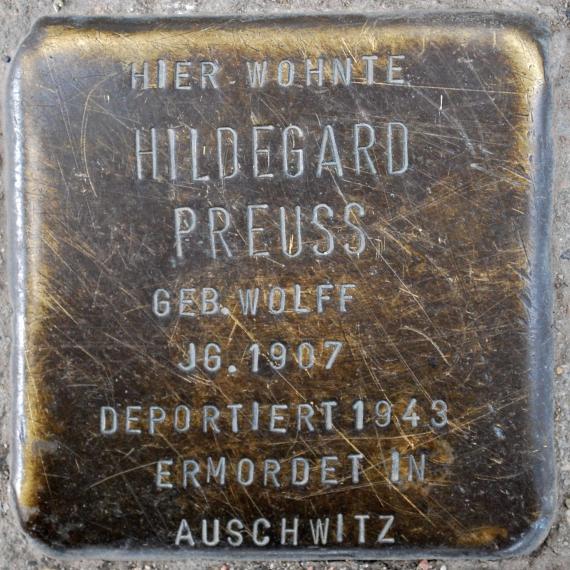 HIER WOHNTE
HILDEGARD
PREUSS
GEB. WOLFF
JG. 1907
DEPORTIERT 1943
ERMORDET IN
AUSCHWITZ